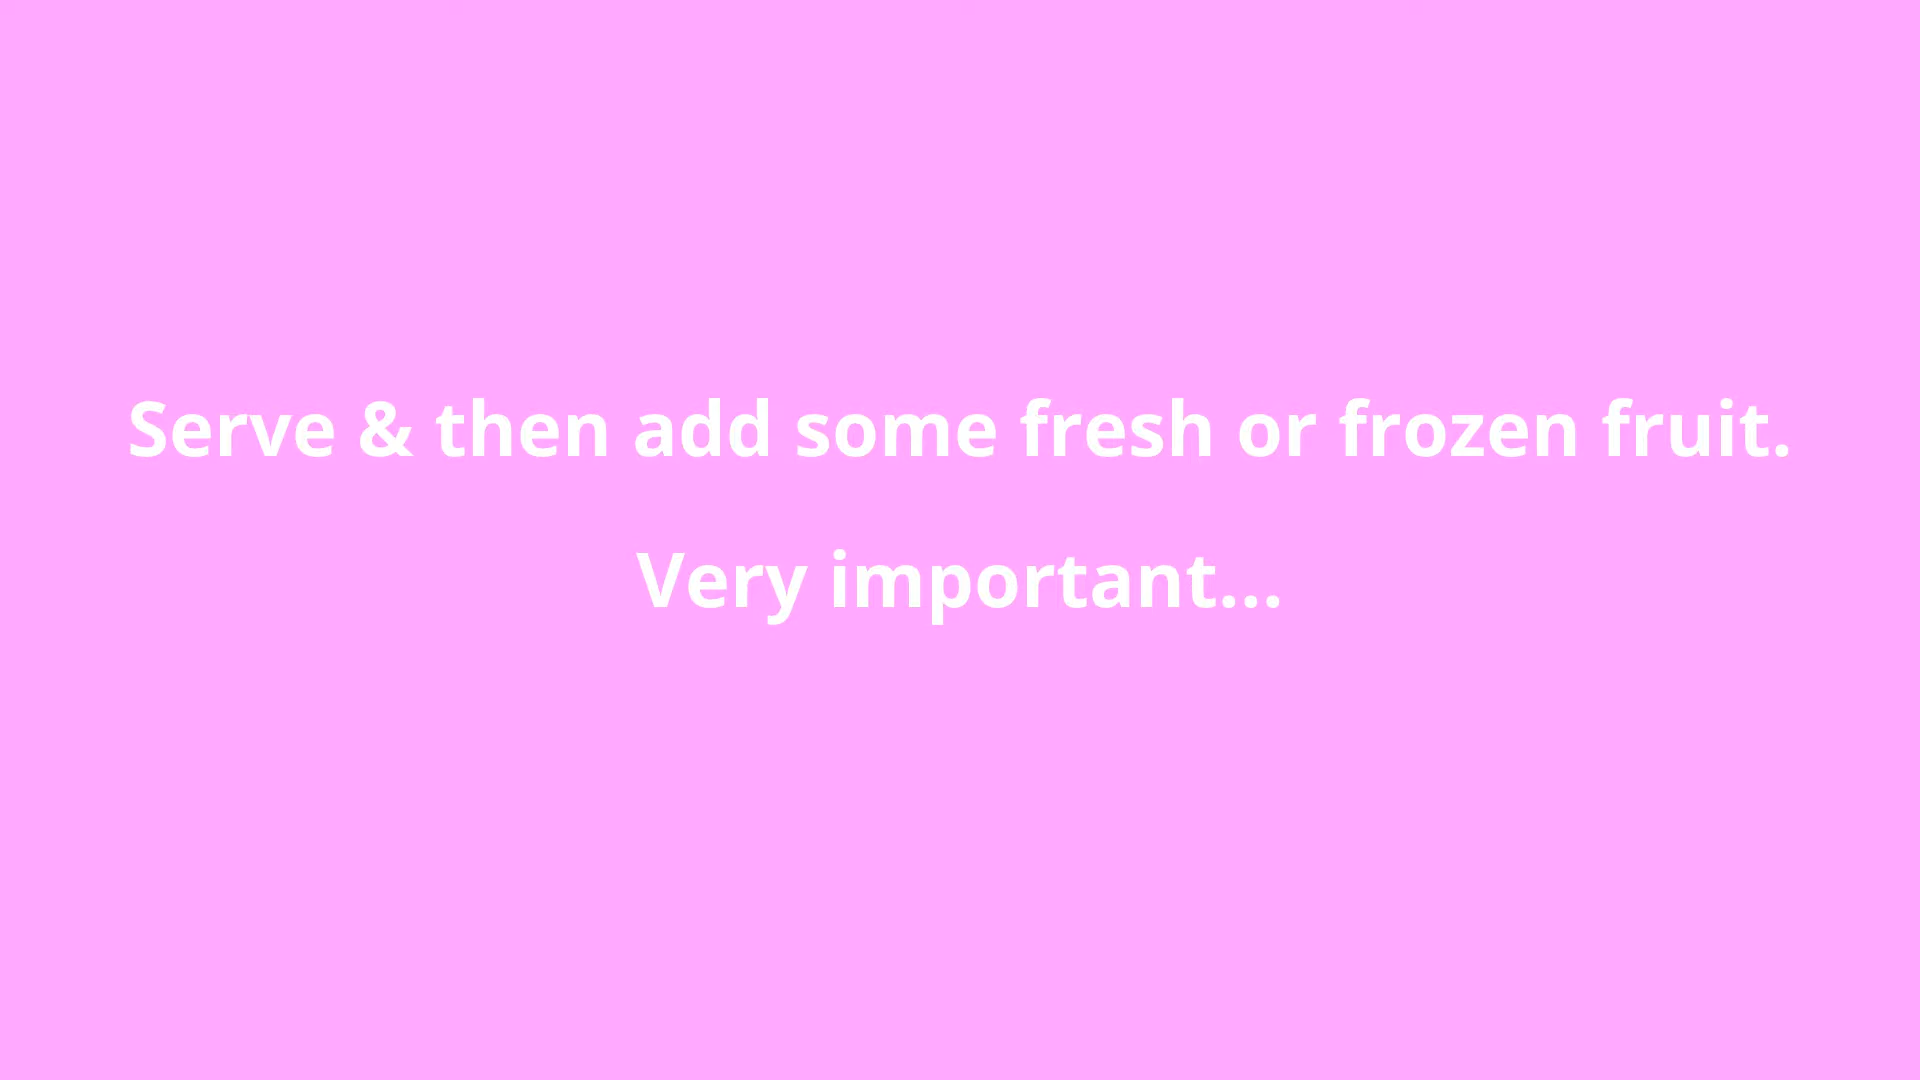 Serve & then add some fresh or frozen fruit.
Very important...